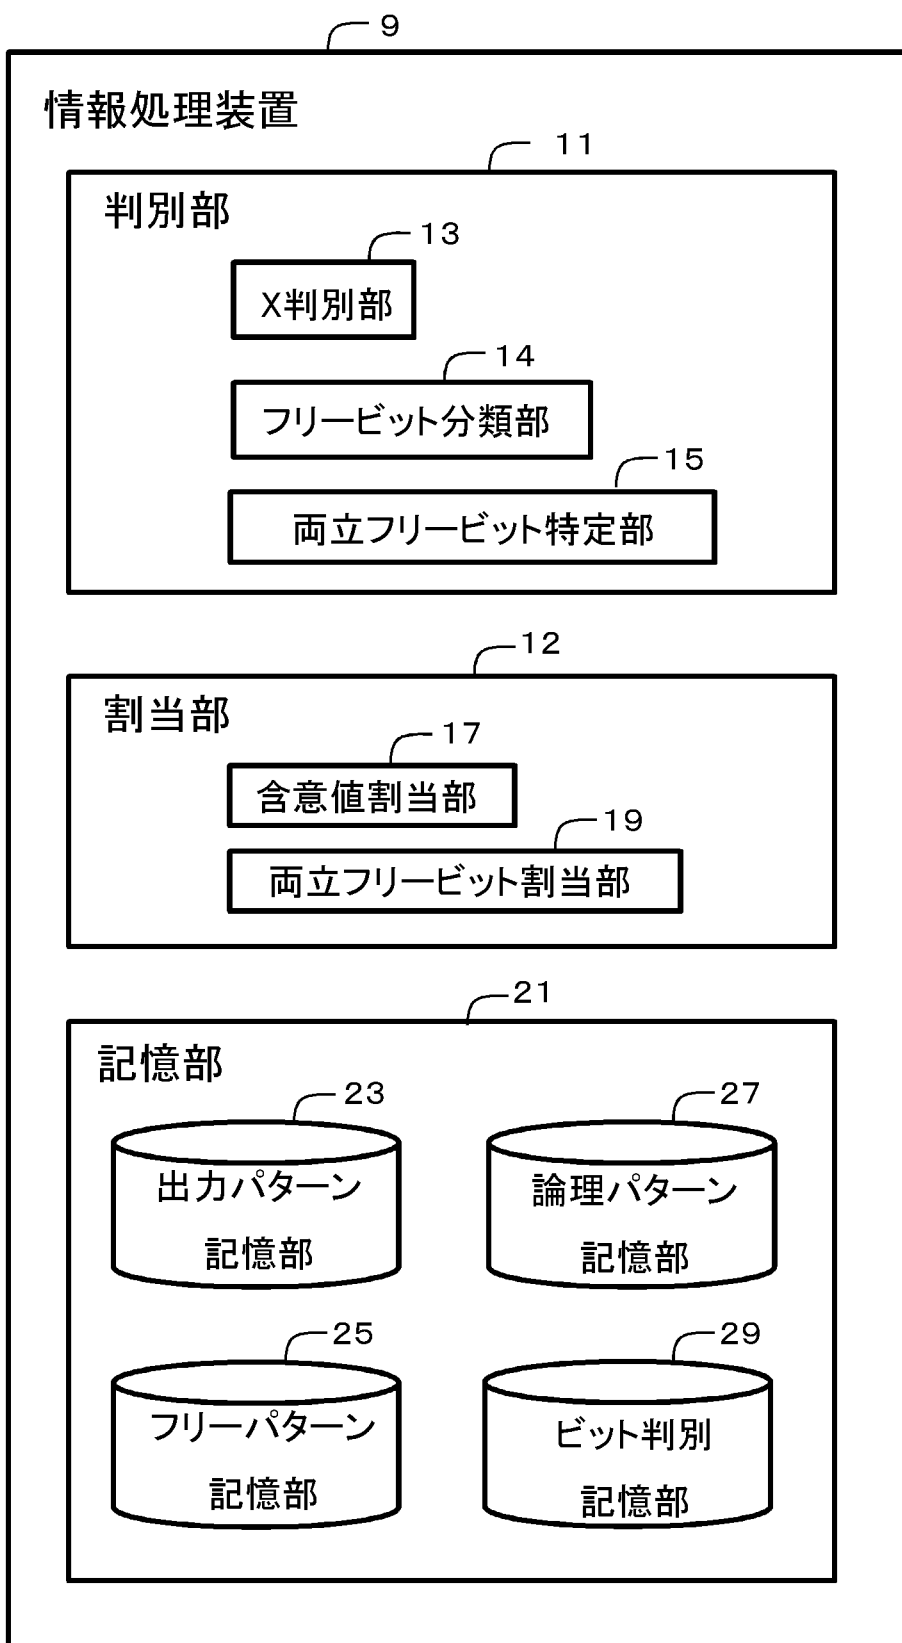 9
情報処理装置
11
判別部
13
X判別部
14
フリービット分類部
15
両立フリービット特定部
12
割当部
17
含意値割当部
19
両立フリービット割当部
21
記憶部
23
出力パターン
記憶部
27
論理パターン
記憶部
25
フリーパターン
記憶部
29
ビット判別
記憶部